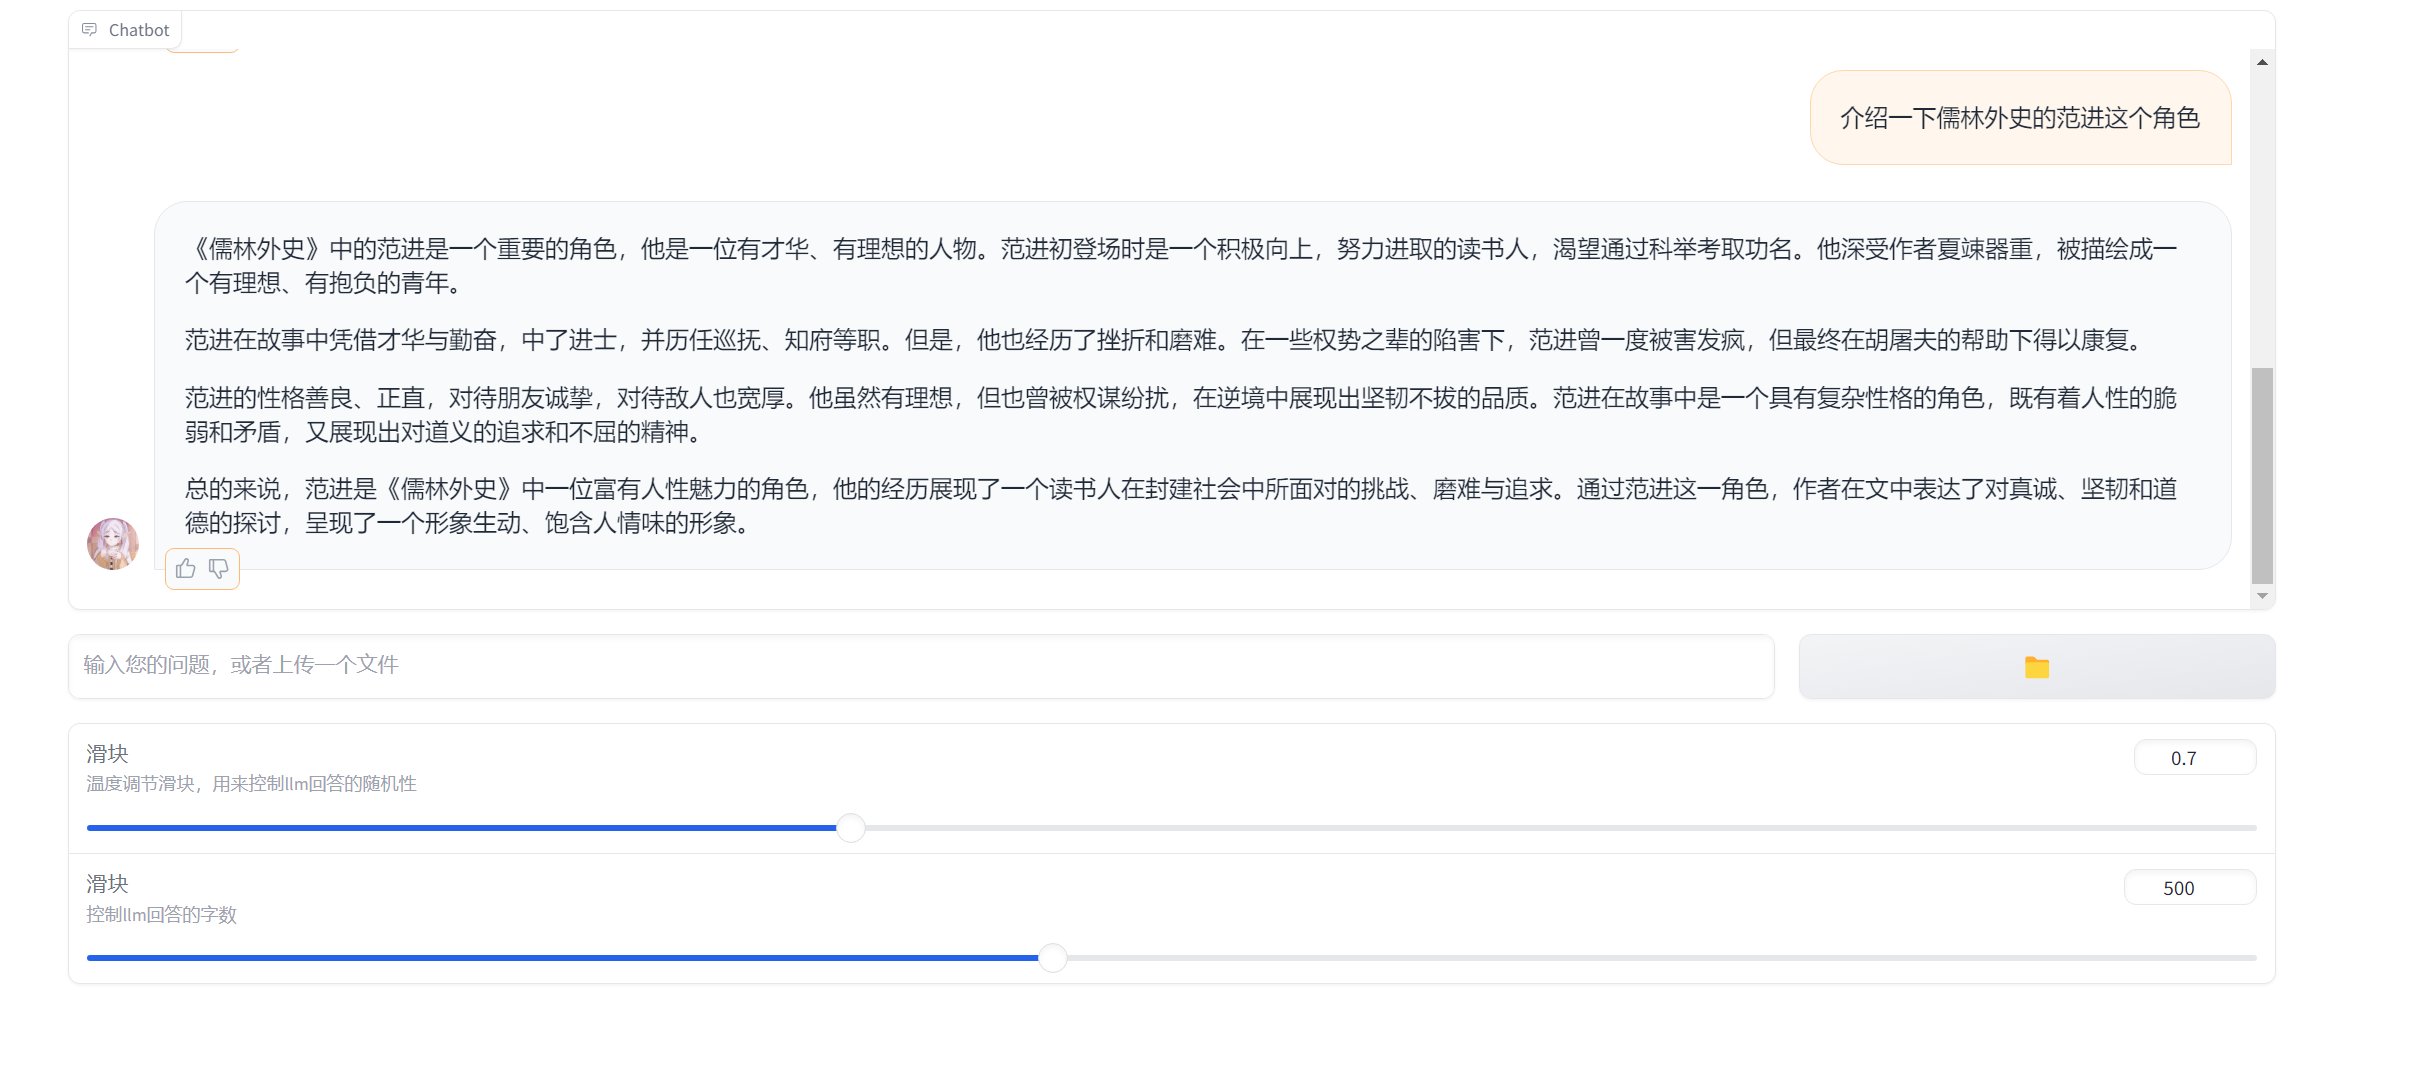 Chatbot
介绍一下儒林外史的范进这个角色
《儒林外史》中的范进是一个重要的角色，他是一位有才华、有理想的人物。范进初登场时是一个积极向上，努力进取的读书人，渴望通过科举考取功名。他深受作者夏竦器重，被描绘成一
个有理想、有抱负的青年。
范进在故事中凭借才华与勤奋，中了进士，并历任巡抚、知府等职。但是，他也经历了挫折和磨难。在一些权势之辈的陷害下，范进曾一度被害发疯，但最终在胡屠夫的帮助下得以康复。
范进的性格善良、正直，对待朋友诚挚，对待敌人也宽厚。他虽然有理想，但也曾被权谋纷扰，在逆境中展现出坚韧不拔的品质。范进在故事中是一个具有复杂性格的角色，既有着人性的脆
弱和矛盾，又展现出对道义的追求和不屈的精神。
总的来说，范进是《儒林外史》中一位富有人性魅力的角色，他的经历展现了一个读书人在封建社会中所面对的挑战、磨难与追求。通过范进这一角色，作者在文中表达了对真诚、坚韧和道
德的探讨，呈现了一个形象生动、饱含人情味的形象。
输入您的问题，或者上传一个文件
滑块
0.7
温度调节滑块，用来控制llm回答的随机性
滑块
500
控制llm回答的字数